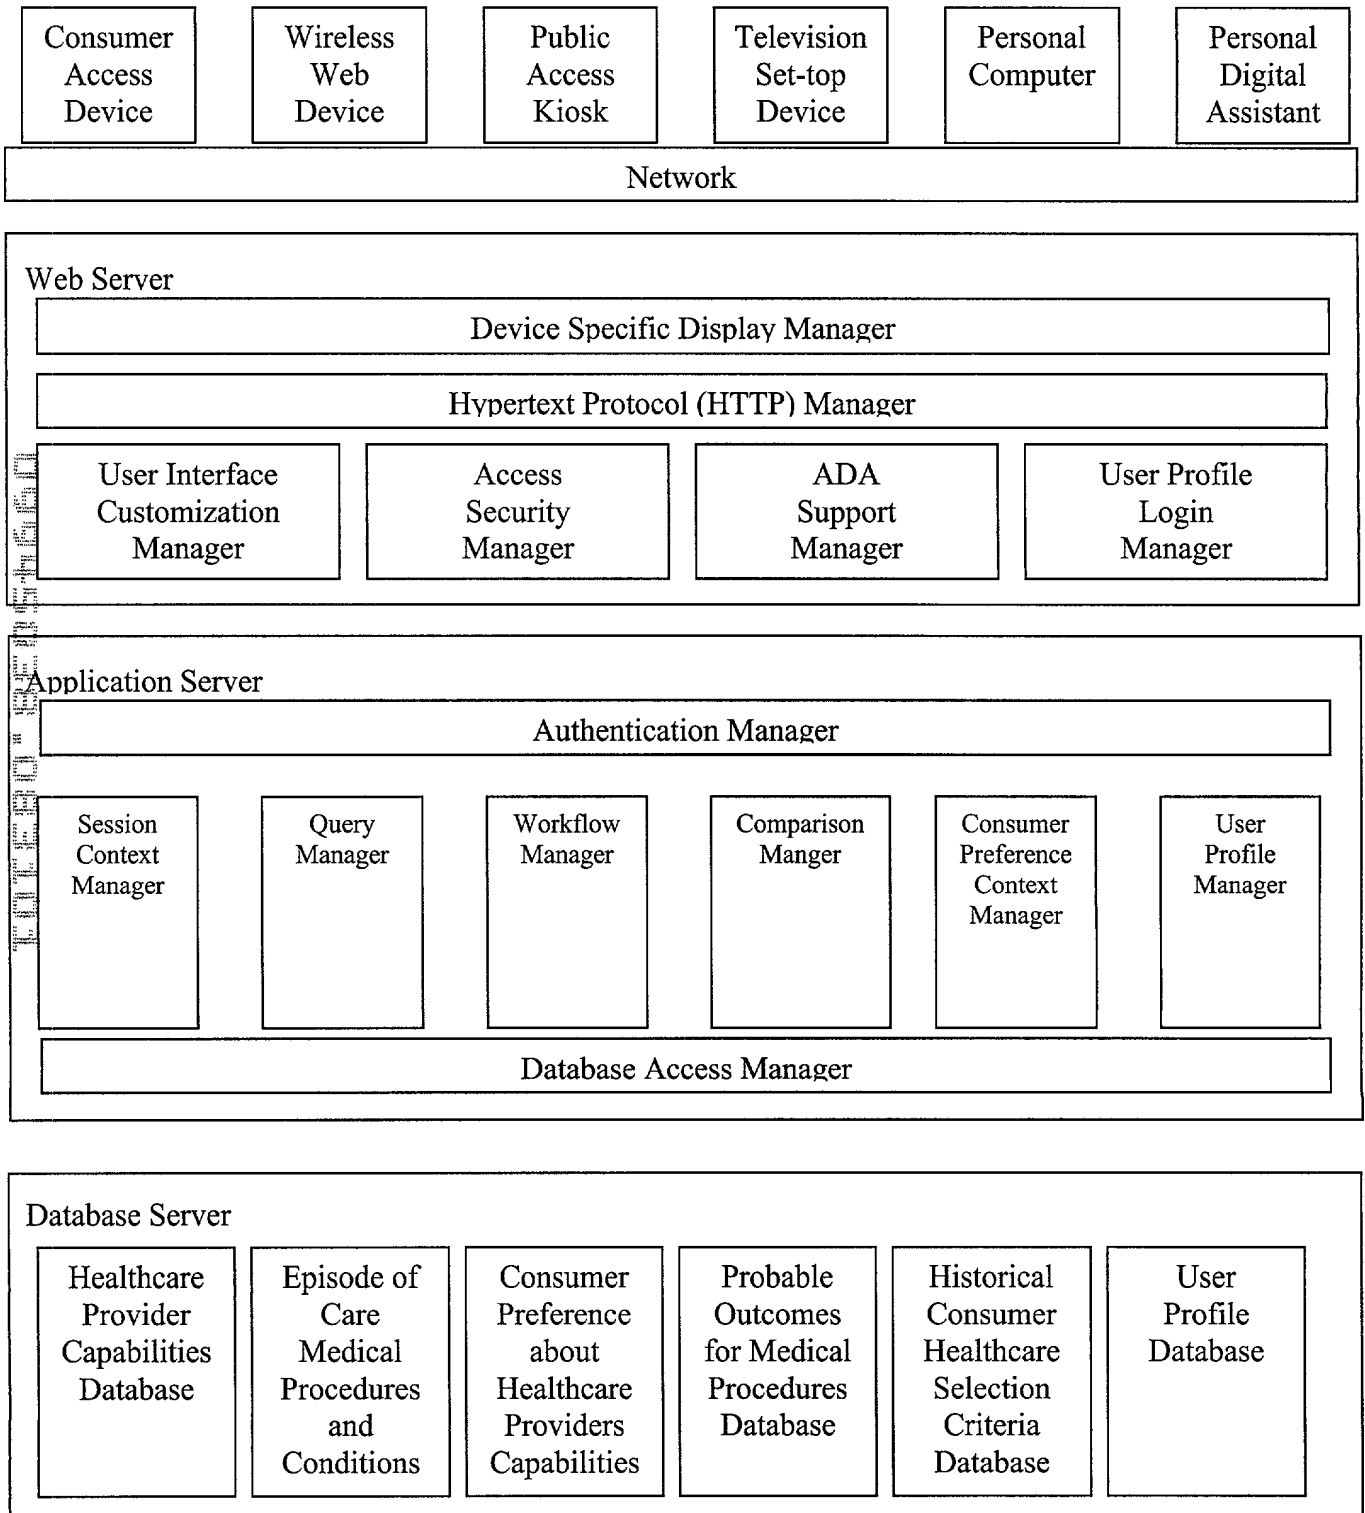 Consumer
Access
Device
Wireless
Web
Device
Public
Access
Kiosk
Television
Set-top
Device
Personal
Computer
Personal
Digital
Assistant
Network
Web Server
Device Specific Display Manager
Hypertext Protocol (HTTP) Manager
User Interface
Customization
Manager
Access
Security
Manager
ADA
Support
Manager
User Profile
Login
Manager
Application Server
Authentication Manager
Session
Context
Manager
Query
Manager
Workflow
Manager
Comparison
Manger
Consumer
Preference
Context
Manager
User
Profile
Manager
Database Access Manager
Database Server
Healthcare
Provider
Capabilities
Database
Episode of
Care
Medical
Procedures
and
Conditions
Consumer
Preference
about
Healthcare
Providers
Capabilities
Probable
Outcomes
for Medical
Procedures
Database
Historical
Consumer
Healthcare
Selection
Criteria
Database
User
Profile
Database